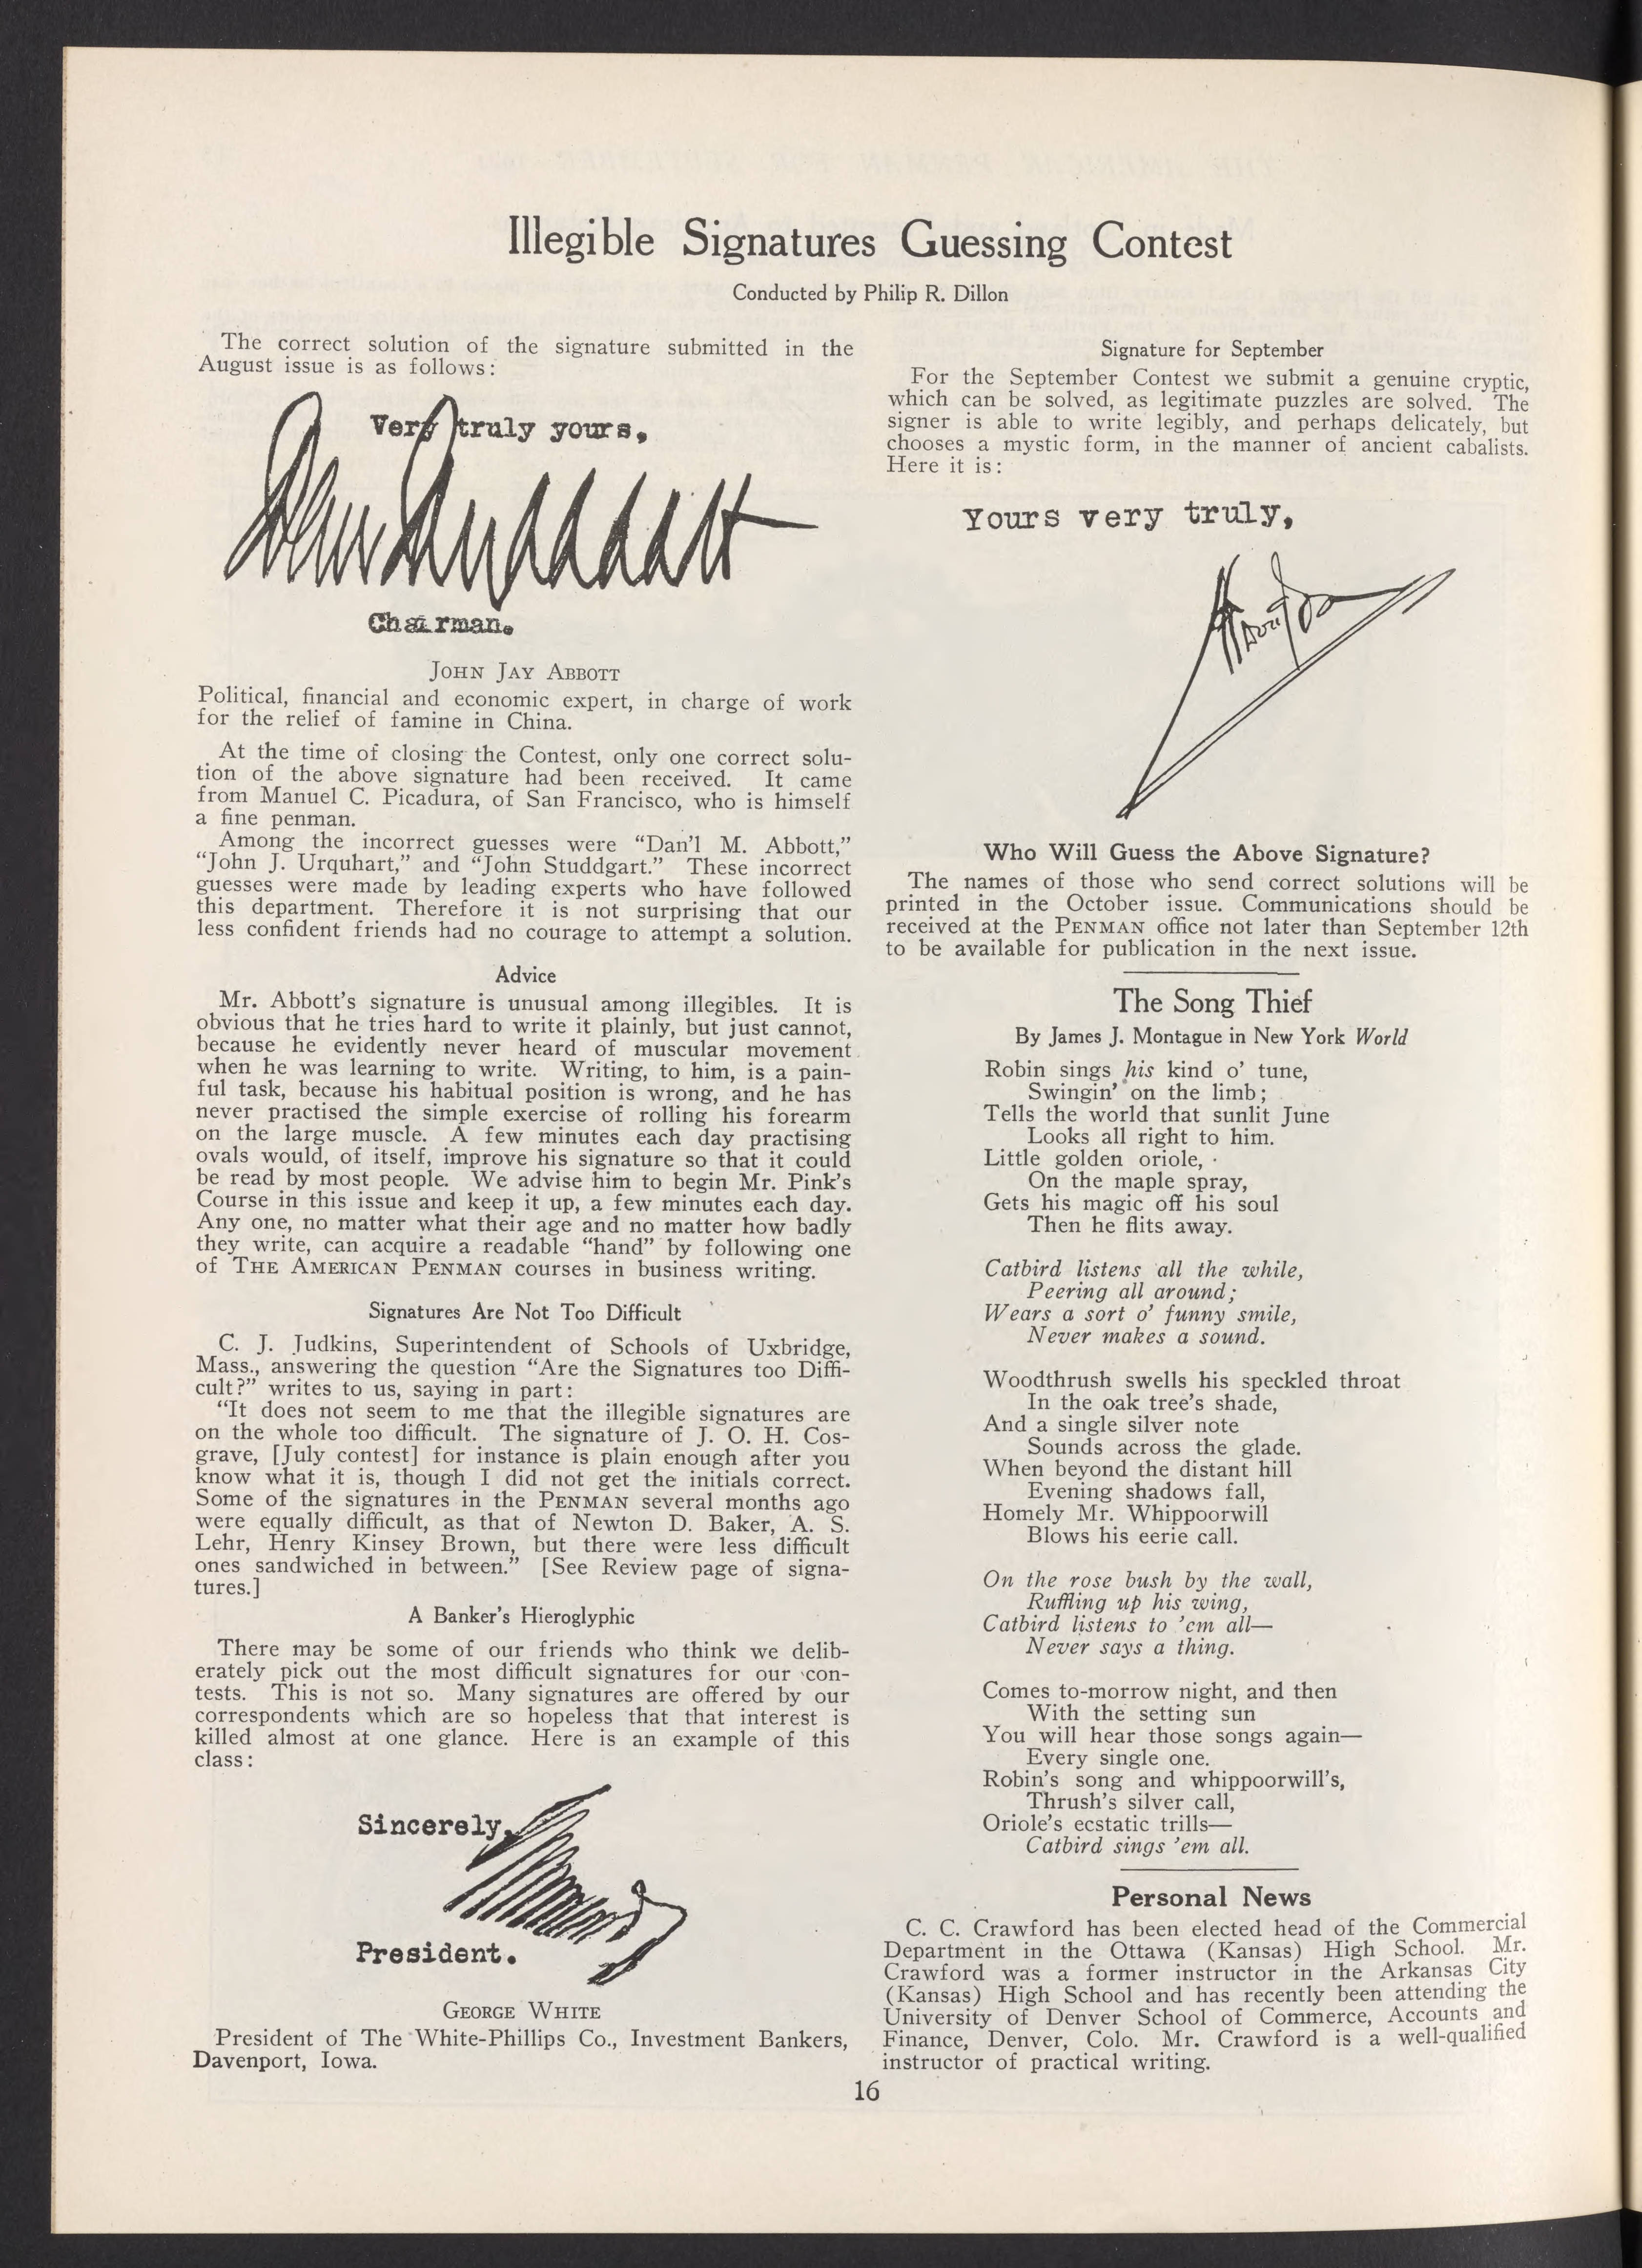 Illegible Signatures Guessing Contest
Conducted by Philip R. Dillon
The correct solution of the signature submitted in the
August issue is as follows:
Very truly yours,
Chairman.
JOHN JAY ABBOTT
Political, financial and economic expert, in charge of work
for the relief of famine in China.
At the time of closing the Contest, only one correct solu-
tion of the above signature had been received. It came
from Manuel C. Picadura, of San Francisco, who is himself
a fine penman.
Among the incorrect guesses were “Dan’l M. Abbott,”
“John J. Urquhart,” and “John Studdgart.” These incorrect
guesses were made by leading experts who have followed
this department. Therefore it is not surprising that our
less confident friends had no courage to attempt a solution.
Advice
Mr. Abbott’s signature is unusual among illegibles. It is
obvious that he tries hard to write it plainly, but just cannot,
because he evidently never heard of muscular movement
when he was learning to write. Writing, to him, is a pain-
ful task, because his habitual position is wrong, and he has
never practised the simple exercise of rolling his forearm
on the large muscle. A few minutes each day practising
ovals would, of itself, improve his signature so that it could
be read by most people. We advise him to begin Mr. Pink’s
Course in this issue and keep it up, a few minutes each day.
Any one, no matter what their age and no matter how badly
they write, can acquire a readable “hand” by following one
of THE AMERICAN PENMAN courses in business writing.
Signatures Are Not Too Difficult
C. J. Judkins, Superintendent of Schools of Uxbridge,
Mass., answering the question “Are the Signatures too Diffi-
cult?” writes to us, saying in part:
“It does not seem to me that the illegible signatures are
on the whole too difficult. The signature of J. O. H. Cos-
grave, [July contest] for instance is plain enough after you
know what it is, though I did not get the initials correct.
Some of the signatures in the PENMAN several months ago
were equally difficult, as that of Newton D. Baker, A. S.
Lehr, Henry Kinsey Brown, but there were less difficult
ones sandwiched in between.” [See Review page of signa-
tures.]
A Banker’s Hieroglyphic
There may be some of our friends who think we delib-
erately pick out the most difficult signatures for our con-
tests. This is not so. Many signatures are offered by our
correspondents which are so hopeless that that interest is
killed almost at one glance. Here is an example of this
class:
Sincerely,
President.
GEORGE WHITE
President of The White-Phillips Co., Investment Bankers,
Davenport, Iowa.
Signature for September
For the September Contest we submit a genuine cryptic,
which can be solved, as legitimate puzzles are solved. The
signer is able to write legibly, and perhaps delicately, but
chooses a mystic form, in the manner of ancient cabalists.
Here it is:
Yours very truly,
Who Will Guess the Above Signature?
The names of those who send correct solutions will be
printed in the October issue. Communications should be
received at the PENMAN office not later than September 12th
to be available for publication in the next issue.
The Song Thief
By James J. Montague in New York World
Robin sings his kind o’ tune,
Swingin’ on the limb;
Tells the world that sunlit June
Looks all right to him.
Little golden oriole,
On the maple spray,
Gets his magic off his soul
Then he flits away.
Catbird listens all the while,
Peering all around;
Wears a sort o’ funny smile,
Never makes a sound.
Woodthrush swells his speckled throat
In the oak tree’s shade,
And a single silver note
Sounds across the glade.
When beyond the distant hill
Evening shadows fall,
Homely Mr. Whippoorwill
Blows his eerie call.
On the rose bush by the wall,
Ruffling up his wing,
Catbird listens to ’em all—
Never says a thing.
Comes to-morrow night, and then
With the setting sun
You will hear those songs again—
Every single one.
Robin’s song and whippoorwill’s,
Thrush’s silver call,
Oriole’s ecstatic trills—
Catbird sings ’em all.
Personal News
C. C. Crawford has been elected head of the Commercial
Department in the Ottawa (Kansas) High School. Mr.
Crawford was a former instructor in the Arkansas City
(Kansas) High School and has recently been attending the
University of Denver School of Commerce, Accounts and
Finance, Denver, Colo. Mr. Crawford is a well-qualified
instructor of practical writing.
16